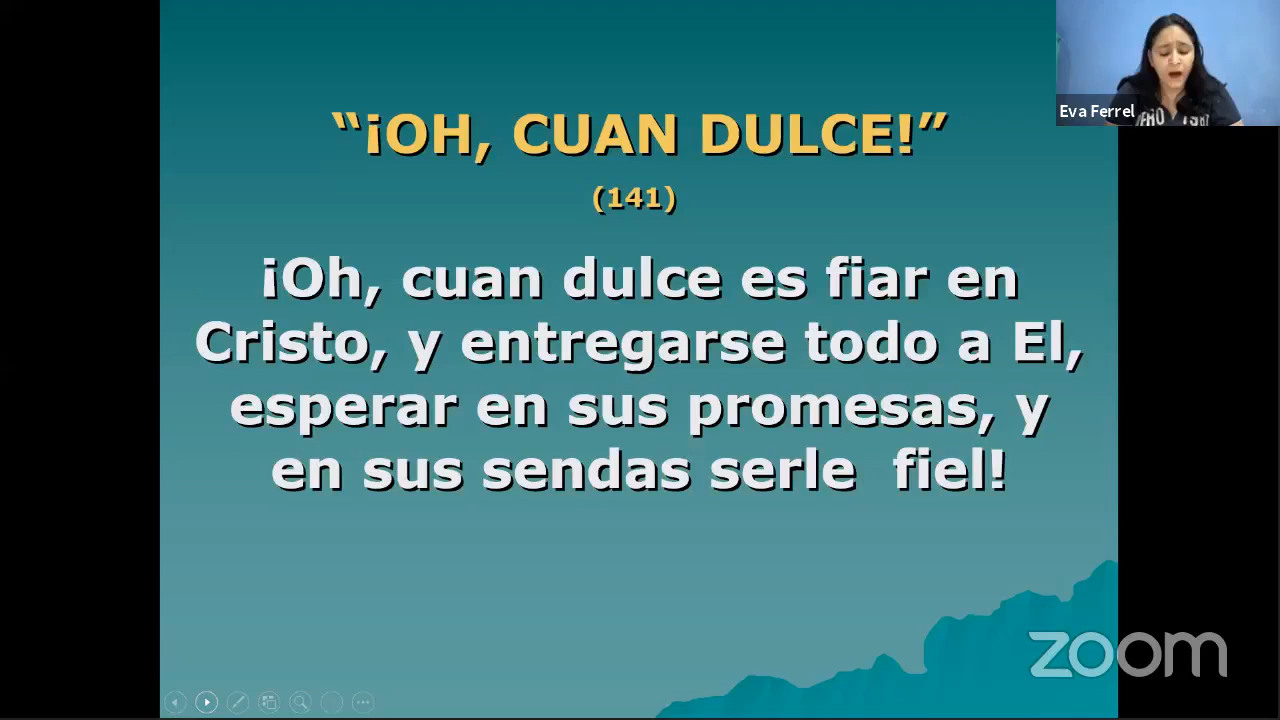 “¡OH, CUAN DULCE!”
(141)
¡Oh, cuan dulce es fiar en
Cristo, y entregarse todo a El,
esperar en sus promesas, y
en sus sendas serle  fiel!
Eva Ferrel
zoom